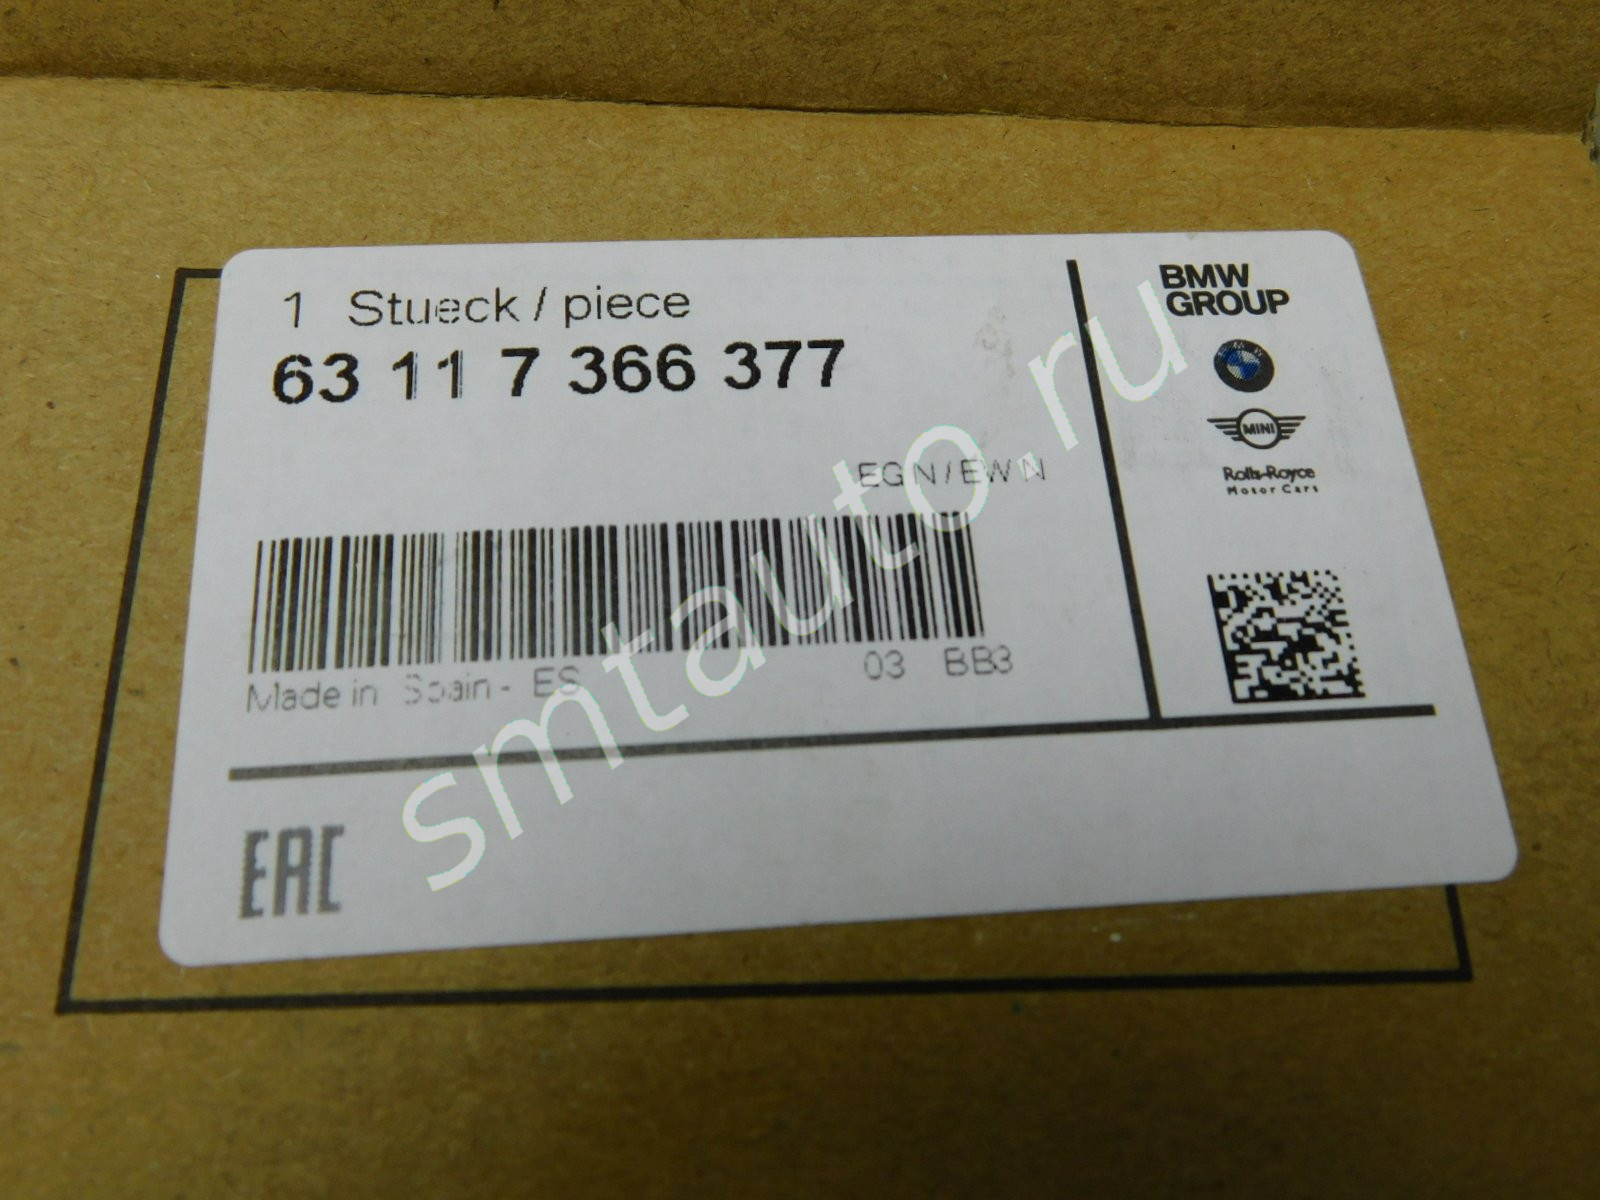 1 Stueck / piece
63 11 7 366 377
EG N / EW N
Made in Spain - ES
03 BB3
BMW
GROUP
MINI
Rolls-Royce
Motor Cars
EAC
smtauto.ru